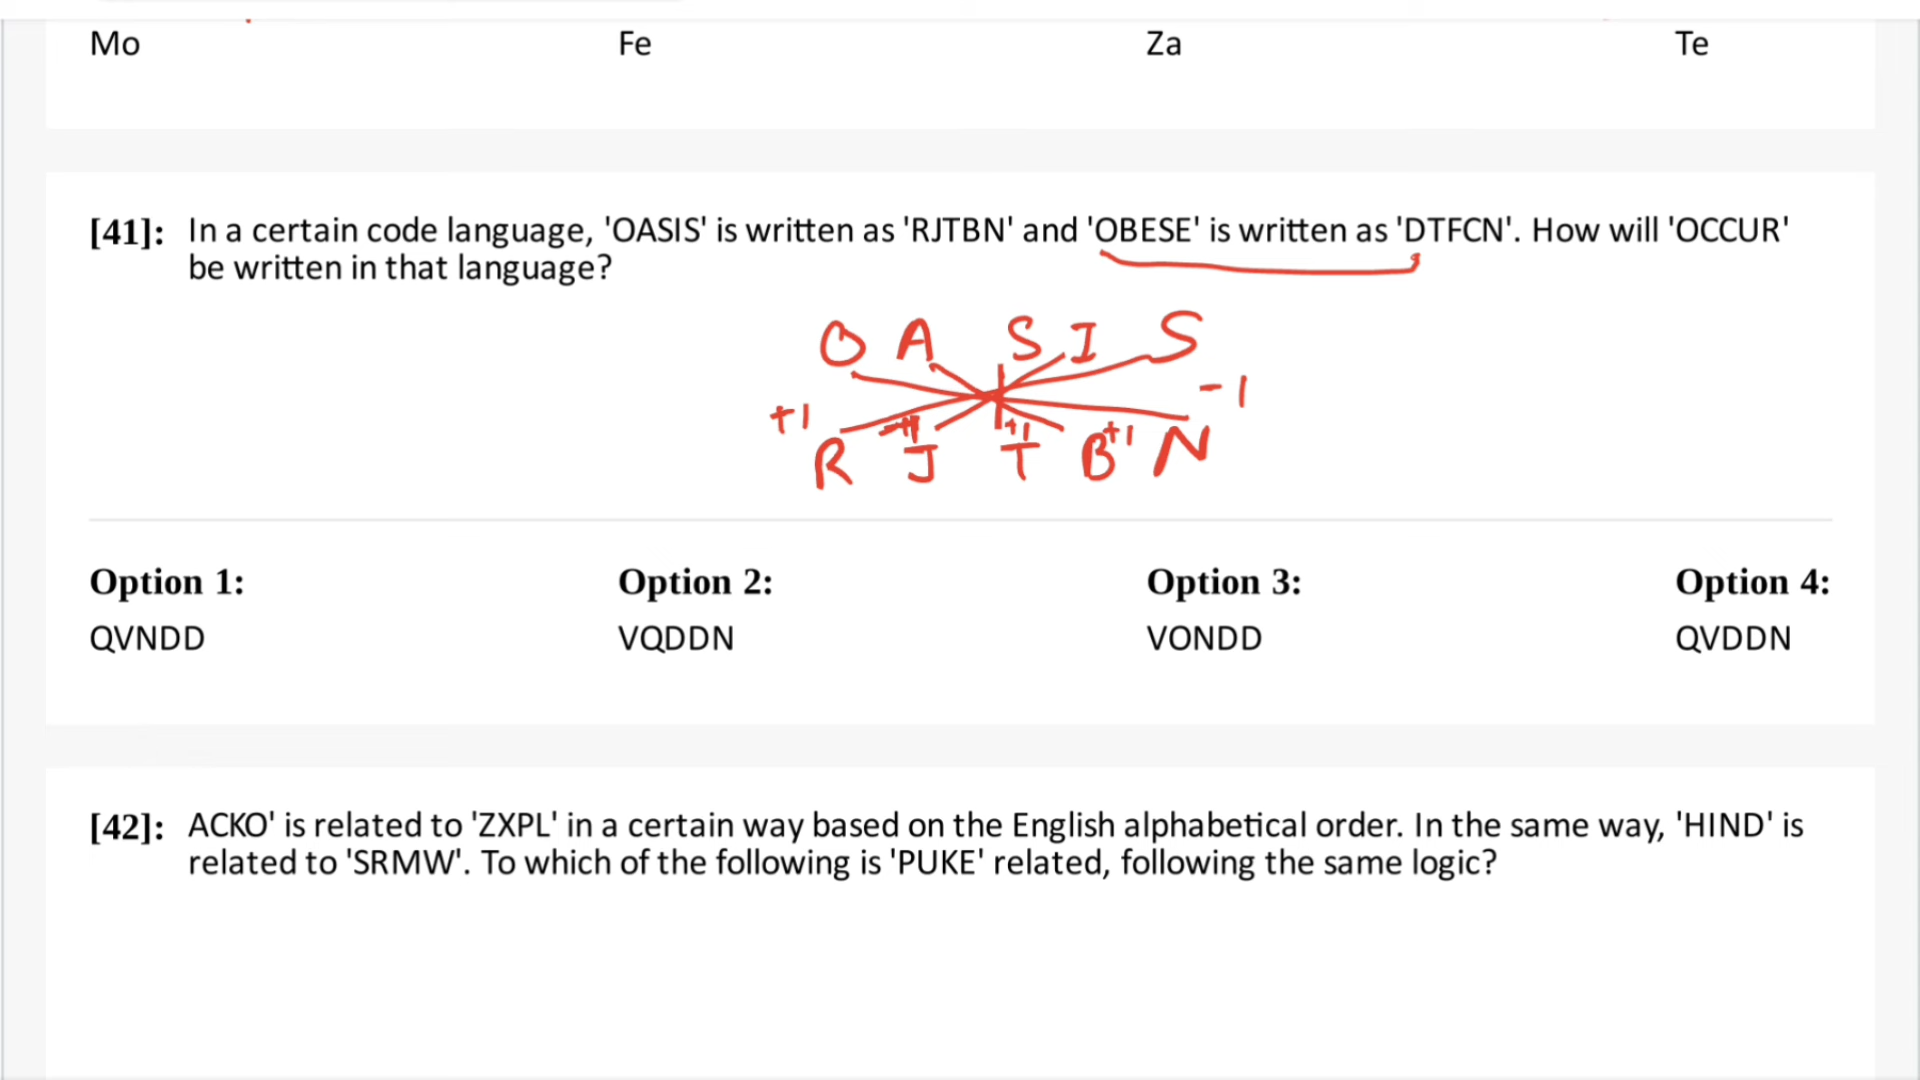 Mo Fe Za Te
[41]: In a certain code language, 'OASIS' is written as 'RJTBN' and 'OBESE' is written as 'DTFCN'. How will 'OCCUR'
be written in that language?
O A S I S
+1 -1
+1 +1 +1
R J T B N
Option 1: Option 2: Option 3: Option 4:
QVNDD VQDDN VONDD QVDDN
[42]: ACKO' is related to 'ZXPL' in a certain way based on the English alphabetical order. In the same way, 'HIND' is
related to 'SRMW'. To which of the following is 'PUKE' related, following the same logic?